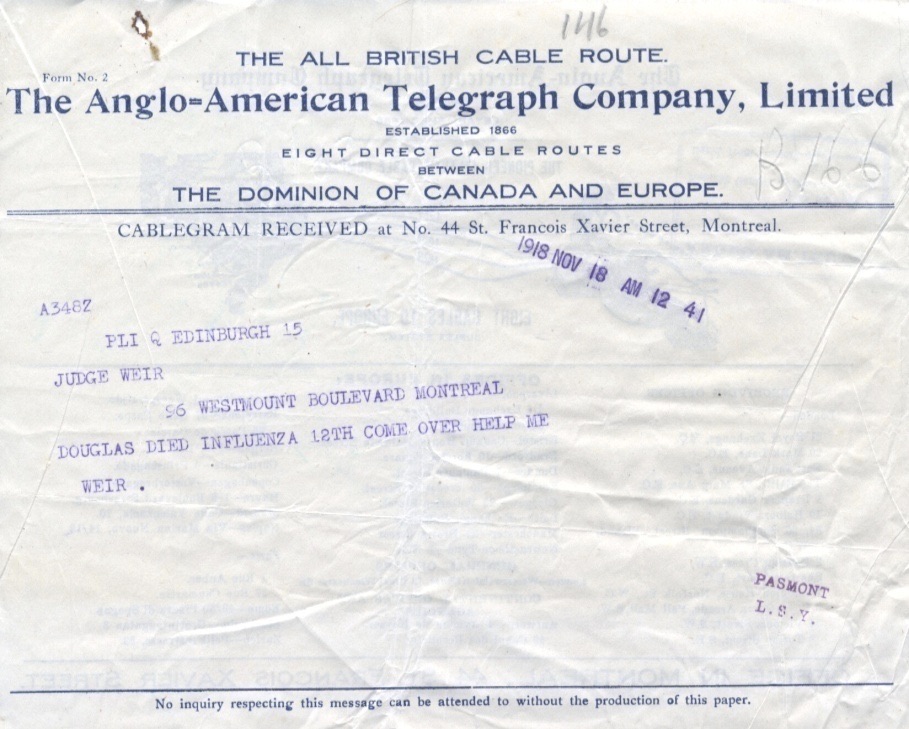 146
THE ALL BRITISH CABLE ROUTE.
Form No. 2
The Anglo=American Telegraph Company, Limited
ESTABLISHED 1866
EIGHT DIRECT CABLE ROUTES
BETWEEN
B166
THE DOMINION OF CANADA AND EUROPE.
CABLEGRAM RECEIVED at No. 44 St. Francois Xavier Street, Montreal.
1918 NOV 18 AM 12 41
A348Z
PLI Q EDINBURGH 15
JUDGE WEIR
96 WESTMOUNT BOULEVARD MONTREAL
DOUGLAS DIED INFLUENZA 12TH COME OVER HELP ME
WEIR .
PASMONT
L.S.Y.
No inquiry respecting this message can be attended to without the production of this paper.